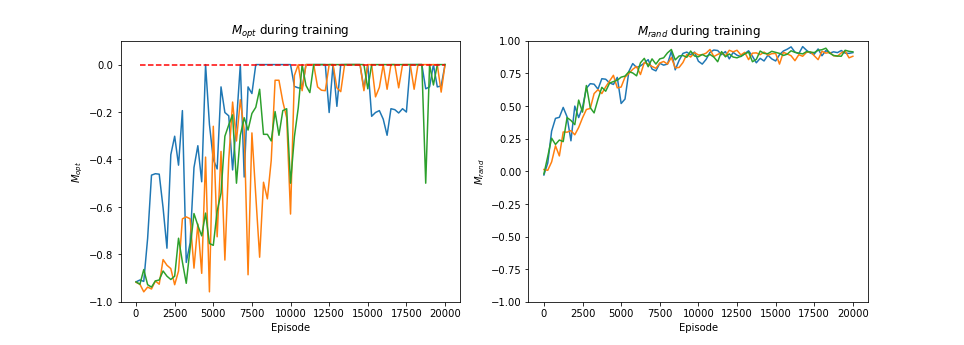 M_opt during training
0.0
−0.2
−0.4
−0.6
−0.8
−1.0
M_opt
0 2500 5000 7500 10000 12500 15000 17500 20000
Episode
M_rand during training
1.00
0.75
0.50
0.25
0.00
−0.25
−0.50
−0.75
−1.00
M_rand
0 2500 5000 7500 10000 12500 15000 17500 20000
Episode